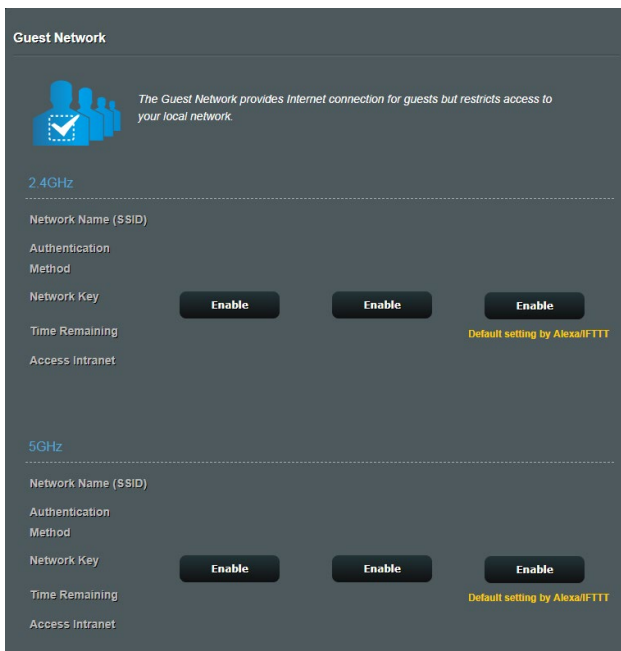 Guest Network
The Guest Network provides Internet connection for guests but restricts access to
your local network.
2.4GHz
Network Name (SSID)
Authentication
Method
Network Key
Enable Enable Enable
Time Remaining
Default setting by Alexa/IFTTT
Access Intranet
5GHz
Network Name (SSID)
Authentication
Method
Network Key
Enable Enable Enable
Time Remaining
Default setting by Alexa/IFTTT
Access Intranet